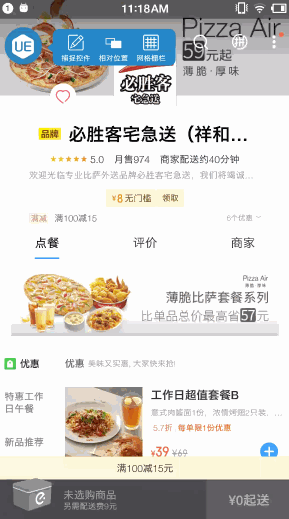 11:18AM
Pizza Air.
59元起
薄脆·厚味
UE
捕捉控件 相对位置 网格栅栏
拼
必胜客
宅急送
品牌 必胜客宅急送（祥和...
5.0 月售974 商家配送约40分钟
欢迎光临专业比萨外送品牌必胜客宅急送，我们将竭诚...
¥8无门槛 领取
满减 满100减15 6个优惠
点餐 评价 商家
Pizza Air
薄脆·厚味
薄脆比萨套餐系列
比单品总价最高省57元
优惠 优惠 美味又实惠, 大家快来抢!
特惠工作日午餐
工作日超值套餐B
意式肉酱面1份，浓情烤翅2只装，...
5.7折 每单限1份优惠
新品推荐
¥39 ¥69
满100减15元
未选购商品
另需配送费9元
¥0起送